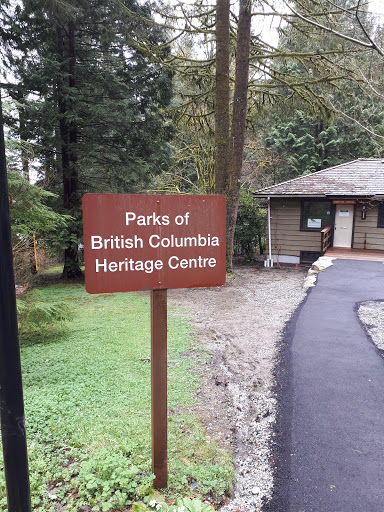 Parks of
British Columbia
Heritage Centre